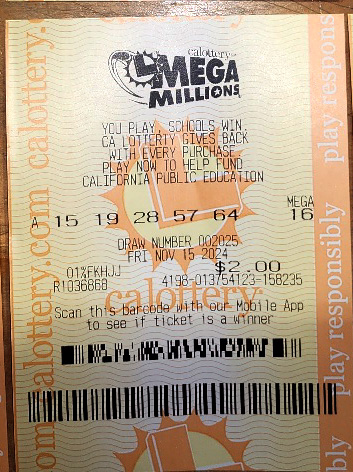 calottery
MEGA
MILLIONS
YOU PLAY, SCHOOLS WIN.
CA LOTTERY GIVES BACK
WITH EVERY PURCHASE.
PLAY NOW TO HELP FUND
CALIFORNIA PUBLIC EDUCATION
MEGA
A 15 19 28 57 64 16
DRAW NUMBER 002025
FRI NOV 15 2024
01%FKHJJ $2.00
R1036868 4198-013754123-158235
calottery
Scan this barcode with our Mobile App
to see if ticket is a winner
calottery.com calottery.
play responsibly play respons